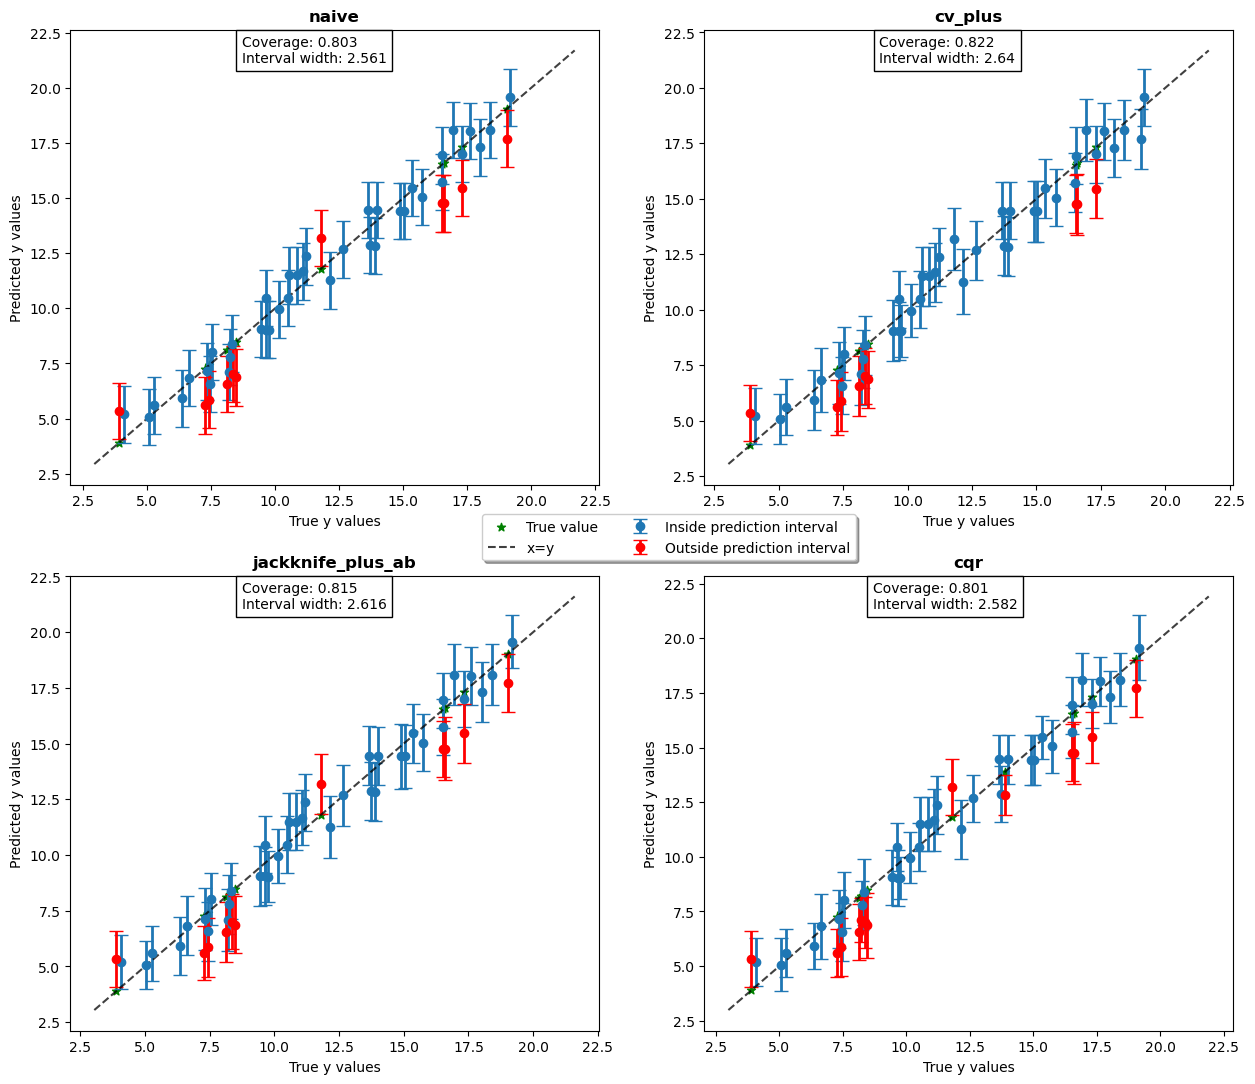 naive
Coverage: 0.803
Interval width: 2.561
22.5
20.0
17.5
15.0
12.5
10.0
7.5
5.0
2.5
Predicted y values
2.5 5.0 7.5 10.0 12.5 15.0 17.5 20.0 22.5
True y values
cv_plus
Coverage: 0.822
Interval width: 2.64
22.5
20.0
17.5
15.0
12.5
10.0
7.5
5.0
2.5
Predicted y values
2.5 5.0 7.5 10.0 12.5 15.0 17.5 20.0 22.5
True y values
True value
x=y
Inside prediction interval
Outside prediction interval
jackknife_plus_ab
Coverage: 0.815
Interval width: 2.616
22.5
20.0
17.5
15.0
12.5
10.0
7.5
5.0
2.5
Predicted y values
2.5 5.0 7.5 10.0 12.5 15.0 17.5 20.0 22.5
True y values
cqr
Coverage: 0.801
Interval width: 2.582
22.5
20.0
17.5
15.0
12.5
10.0
7.5
5.0
2.5
Predicted y values
2.5 5.0 7.5 10.0 12.5 15.0 17.5 20.0 22.5
True y values